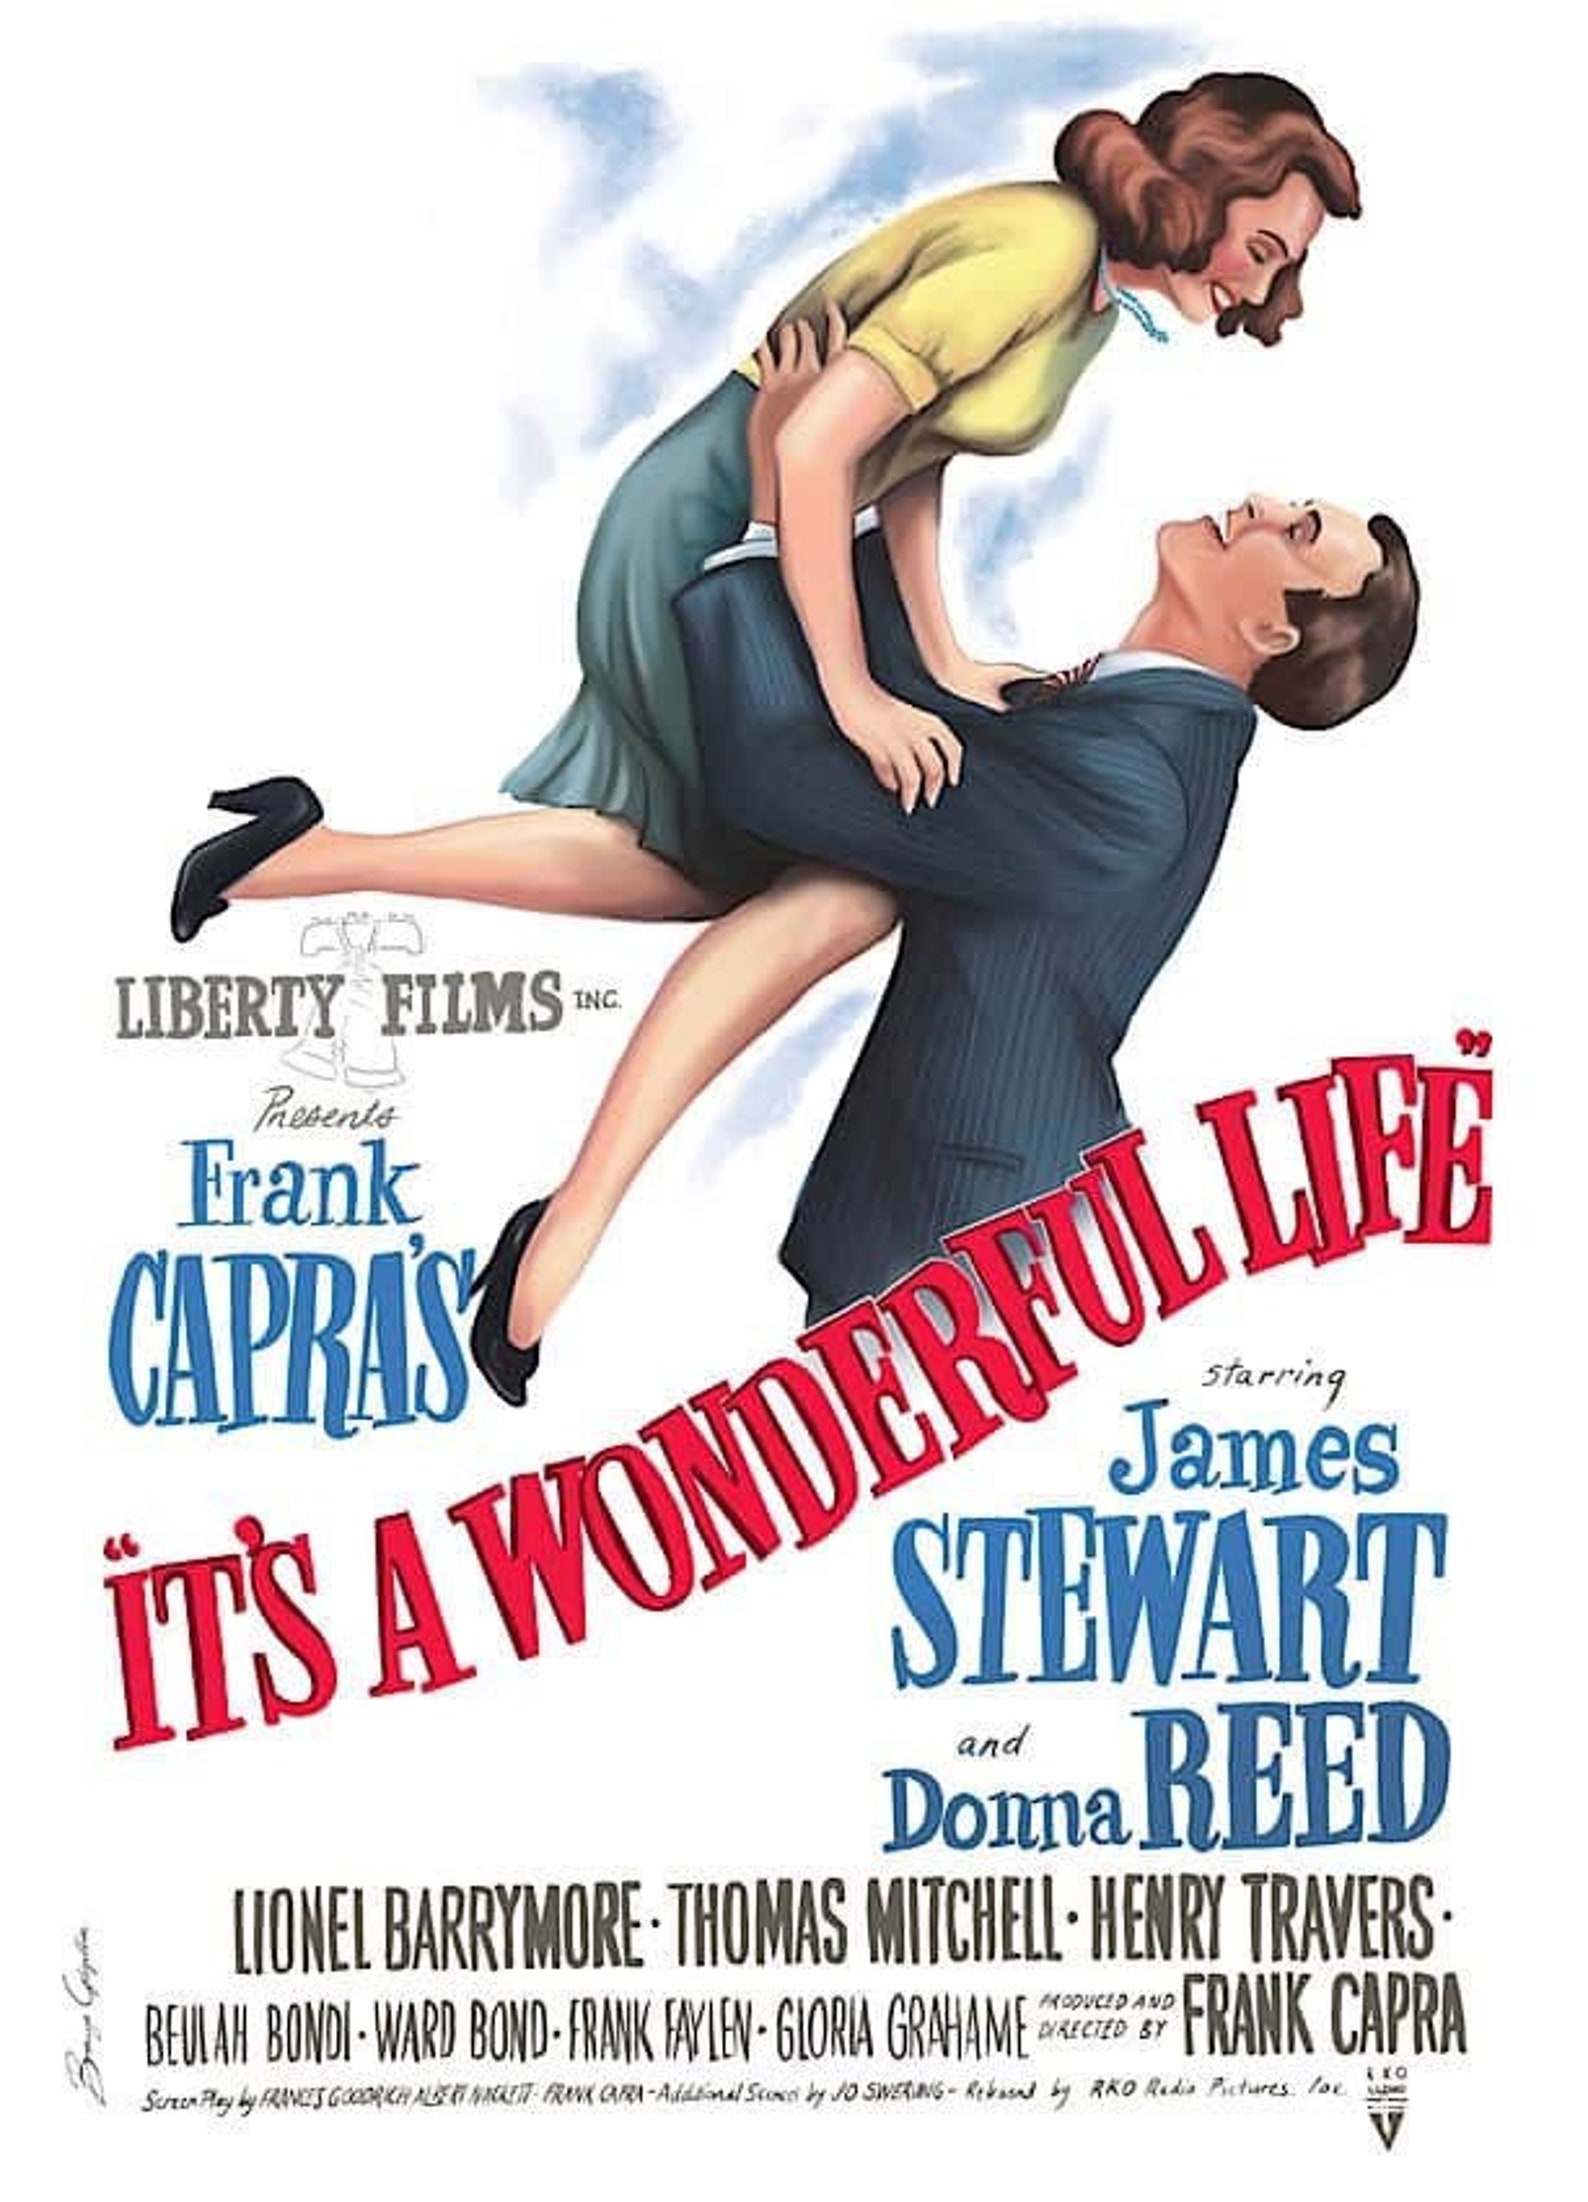 LIBERTY FILMS INC.
Presents
Frank
CAPRA'S
"IT'S A WONDERFUL LIFE"
starring
James
STEWART
and
Donna REED
LIONEL BARRYMORE · THOMAS MITCHELL · HENRY TRAVERS ·
BEULAH BONDI · WARD BOND · FRANK FAYLEN · GLORIA GRAHAME PRODUCED AND DIRECTED BY FRANK CAPRA
Screen Play by FRANCES GOODRICH ALBERT HACKETT - FRANK CAPRA - Additional Scenes by JO SWERLING - Released by RKO Radio Pictures. Inc.
RKO
RADIO